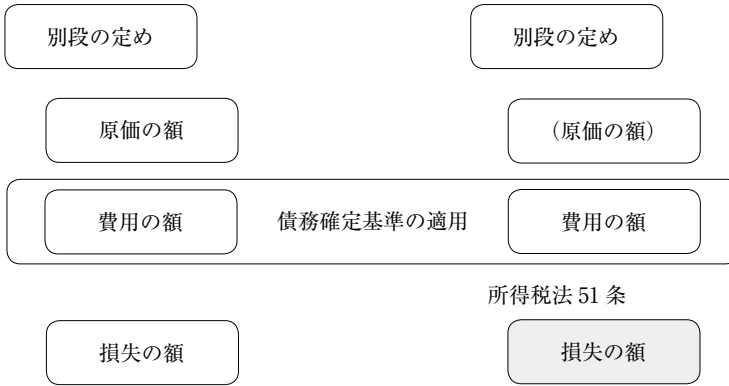 別段の定め
別段の定め
原価の額
（原価の額）
費用の額
債務確定基準の適用
費用の額
所得税法 51 条
損失の額
損失の額